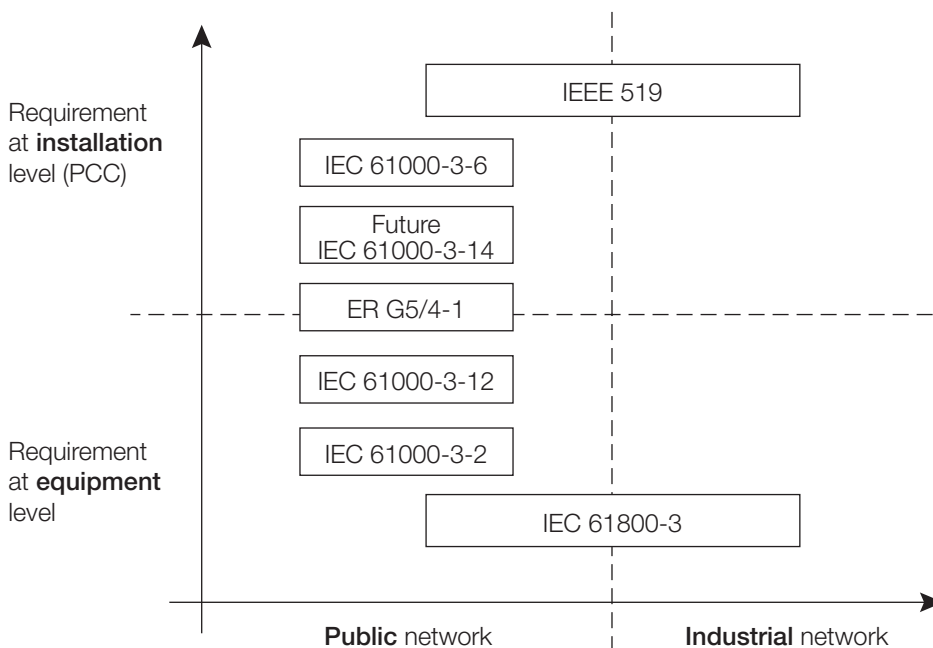 IEEE 519
Requirement
at installation
level (PCC)
IEC 61000-3-6
Future
IEC 61000-3-14
ER G5/4-1
IEC 61000-3-12
IEC 61000-3-2
Requirement
at equipment
level
IEC 61800-3
Public network
Industrial network